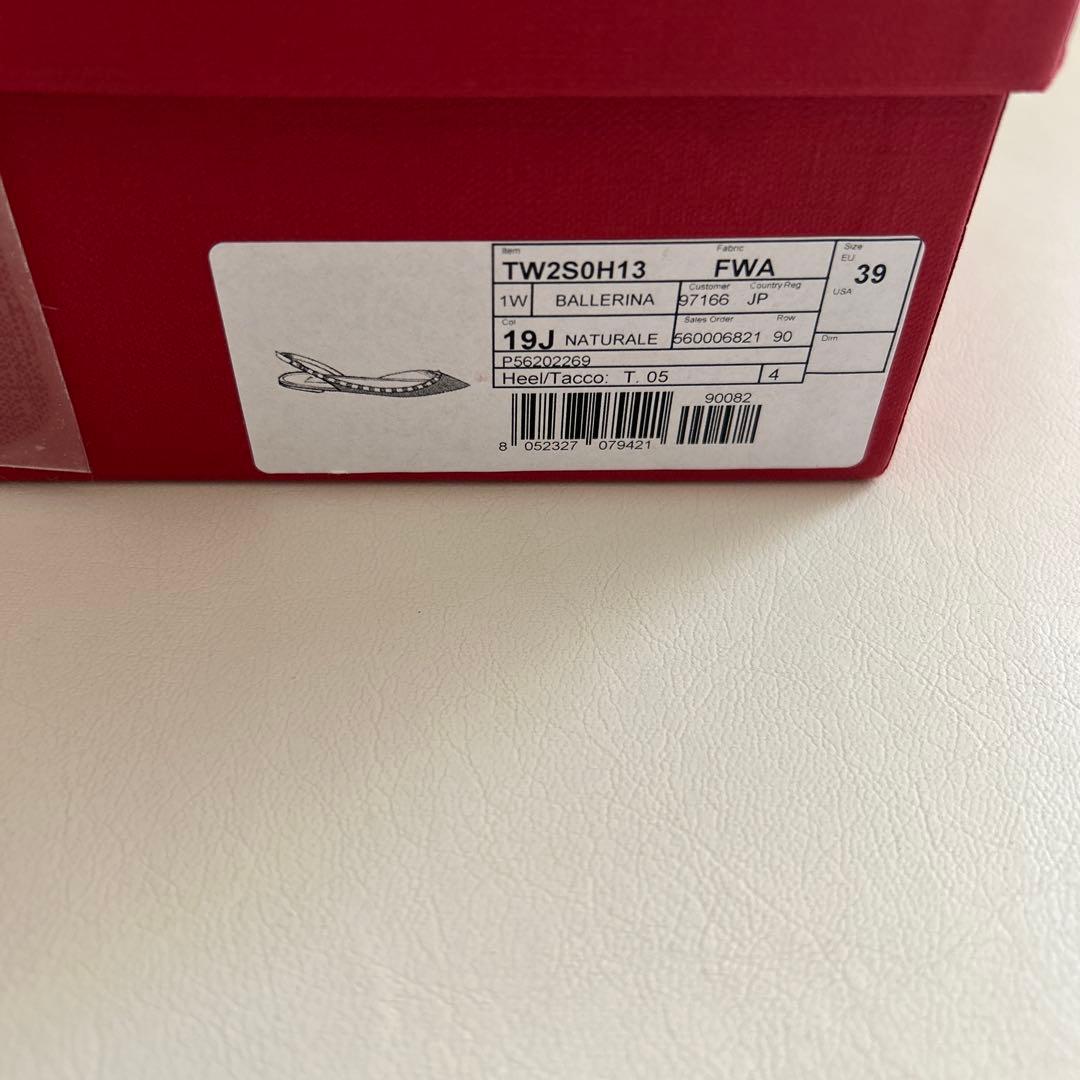 Item Fabric Size
TW2S0H13 FWA EU 39
USA
1W BALLERINA Customer 97166 Country Reg JP
Col Sales Order Row
19J NATURALE 560006821 90 Dim
P56202269
Heel/Tacco: T. 05 4
90082
8 052327 079421